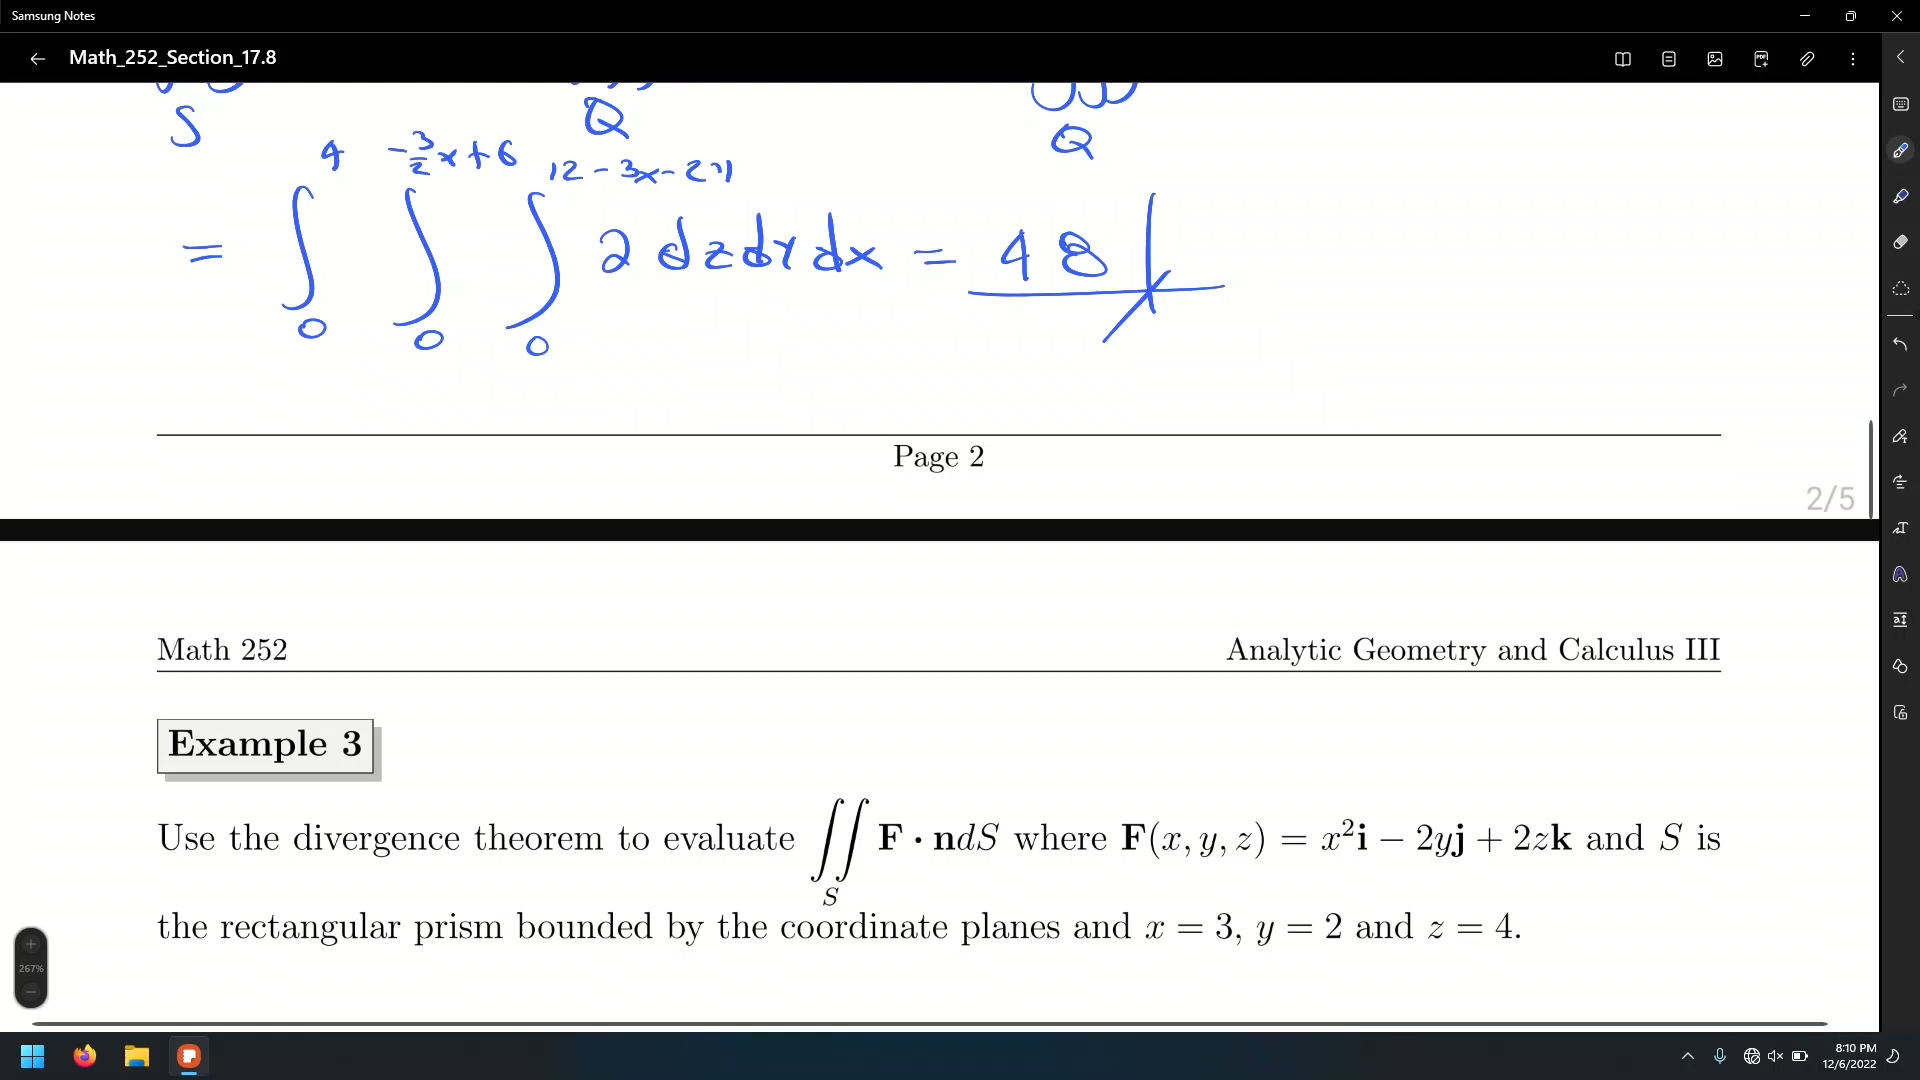 Samsung Notes
Math_252_Section_17.8
S Q Q
4 -3/2x+6 12-3x-2y
= ∫ ∫ ∫ 2 dz dy dx = 48
0 0 0
Page 2
2/5
Math 252 Analytic Geometry and Calculus III
Example 3
Use the divergence theorem to evaluate ∬ F · ndS where F(x, y, z) = x²i − 2yj + 2zk and S is
S
the rectangular prism bounded by the coordinate planes and x = 3, y = 2 and z = 4.
267%
8:10 PM
12/6/2022